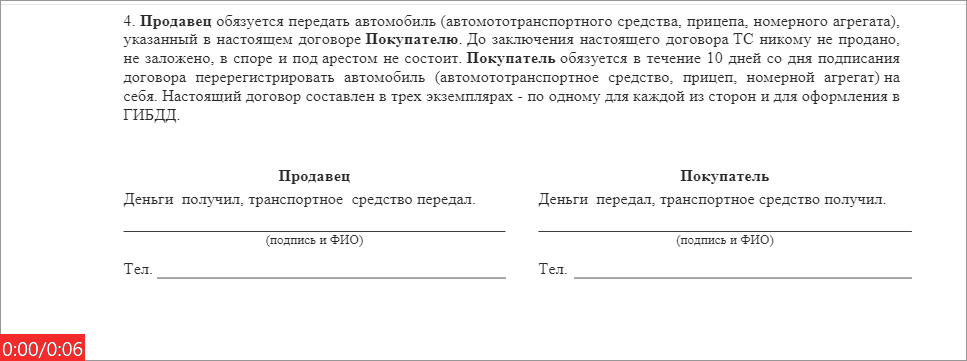 4. Продавец обязуется передать автомобиль (автомототранспортного средства, прицепа, номерного агрегата),
указанный в настоящем договоре Покупателю. До заключения настоящего договора ТС никому не продано,
не заложено, в споре и под арестом не состоит. Покупатель обязуется в течение 10 дней со дня подписания
договора перерегистрировать автомобиль (автомототранспортное средство, прицеп, номерной агрегат) на
себя. Настоящий договор составлен в трех экземплярах - по одному для каждой из сторон и для оформления в
ГИБДД.
Продавец
Деньги получил, транспортное средство передал.
(подпись и ФИО)
Тел.
Покупатель
Деньги передал, транспортное средство получил.
(подпись и ФИО)
Тел.
0:00/0:06